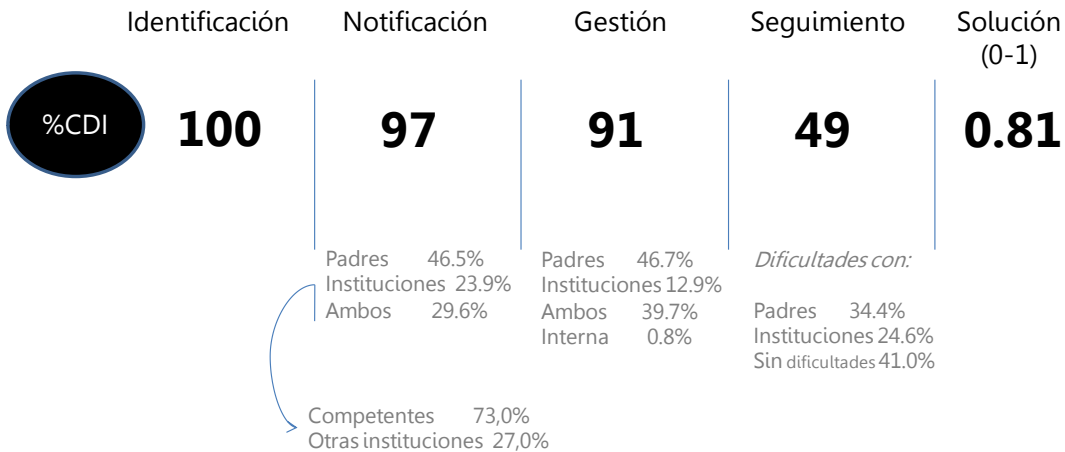 Identificación Notificación Gestión Seguimiento Solución
(0-1)
%CDI 100 97 91 49 0.81
Padres 46.5%
Instituciones 23.9%
Ambos 29.6%
Padres 46.7%
Instituciones 12.9%
Ambos 39.7%
Interna 0.8%
Dificultades con:
Padres 34.4%
Instituciones 24.6%
Sin dificultades 41.0%
Competentes 73,0%
Otras instituciones 27,0%